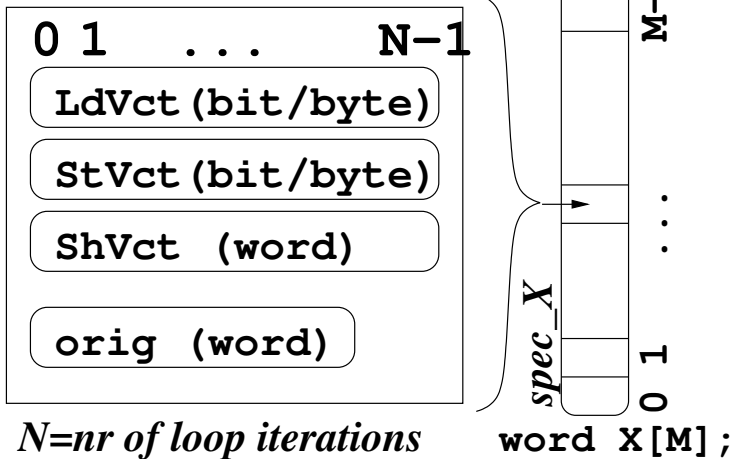 0 1 ... N-1
LdVct(bit/byte)
StVct(bit/byte)
ShVct (word)
orig (word)
N=nr of loop iterations
spec_X
0 1 ... M-
word X[M];